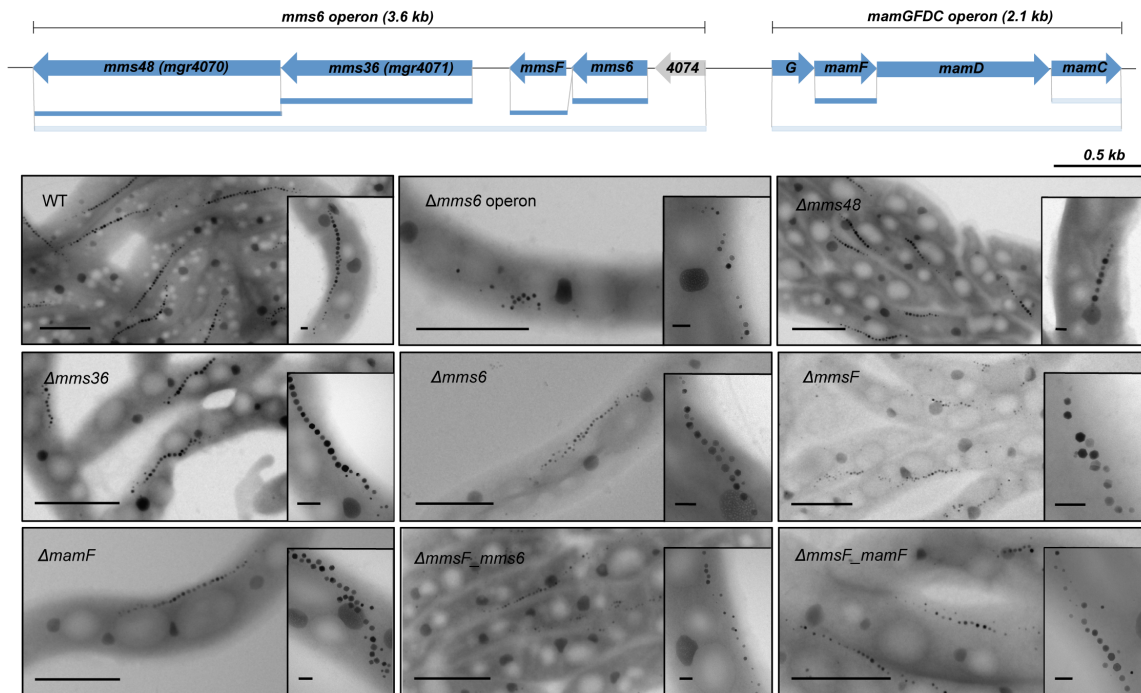 mms6 operon (3.6 kb)
mamGFDC operon (2.1 kb)
mms48 (mgr4070)
mms36 (mgr4071)
mmsF
mms6
4074
G
mamF
mamD
mamC
0.5 kb
WT
Δmms6 operon
Δmms48
Δmms36
Δmms6
ΔmmsF
ΔmamF
ΔmmsF_mms6
ΔmmsF_mamF